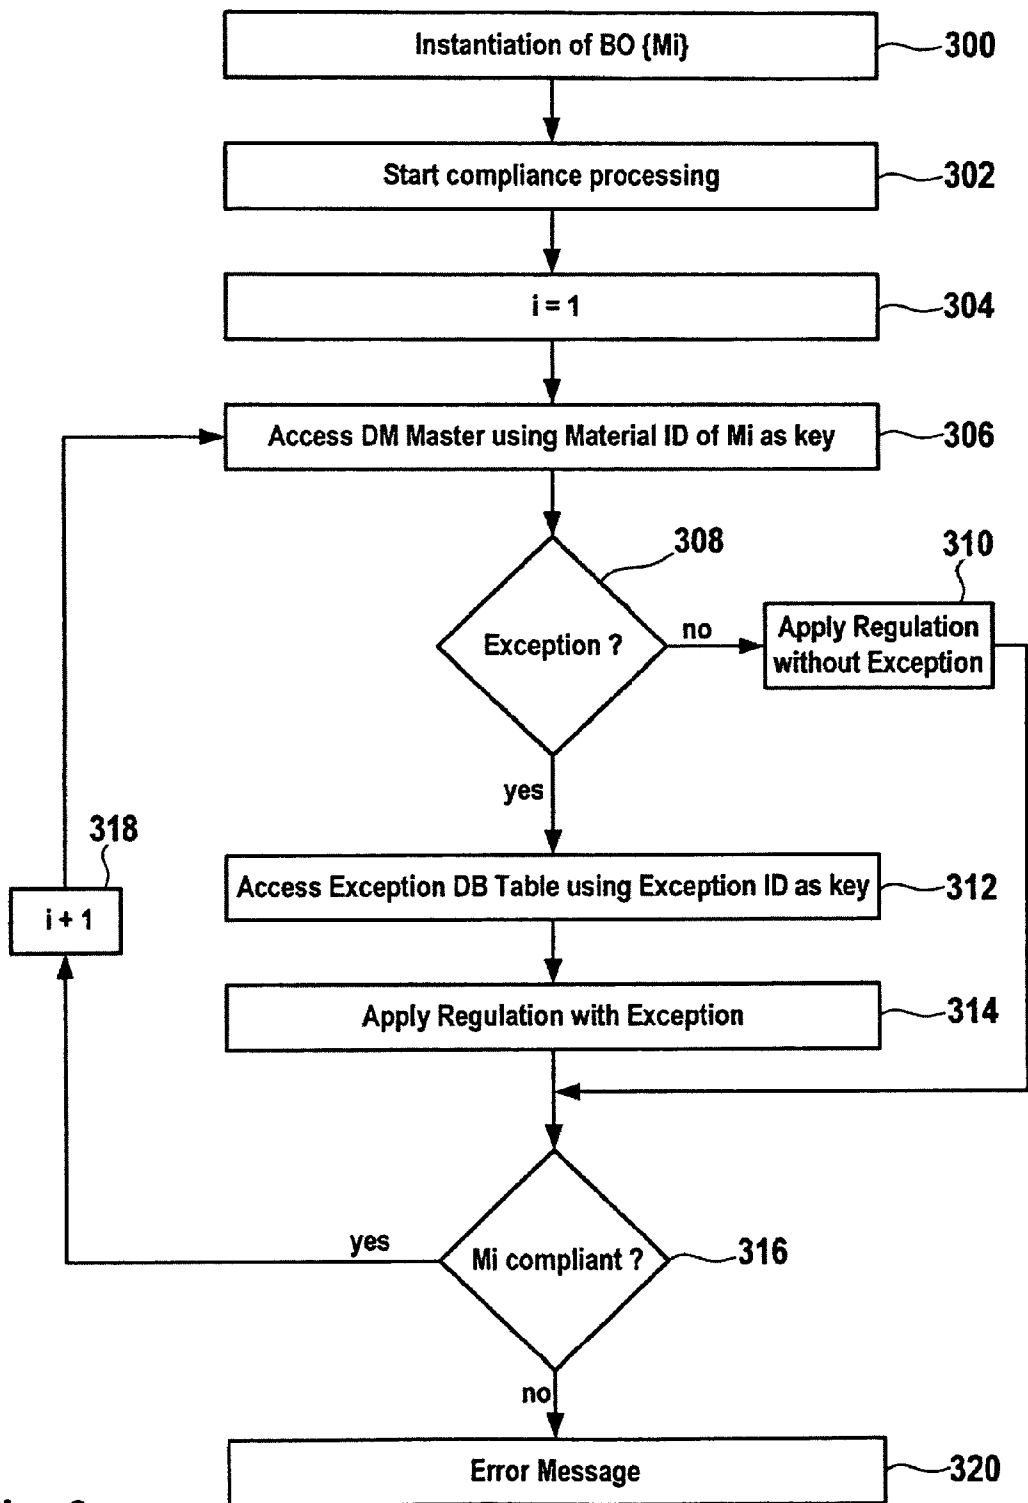 Instantiation of BO {Mi}
300
Start compliance processing
302
i = 1
304
Access DM Master using Material ID of Mi as key
306
308
310
Exception ?
no
Apply Regulation
without Exception
yes
318
i + 1
Access Exception DB Table using Exception ID as key
312
Apply Regulation with Exception
314
yes
Mi compliant ?
316
no
Error Message
320